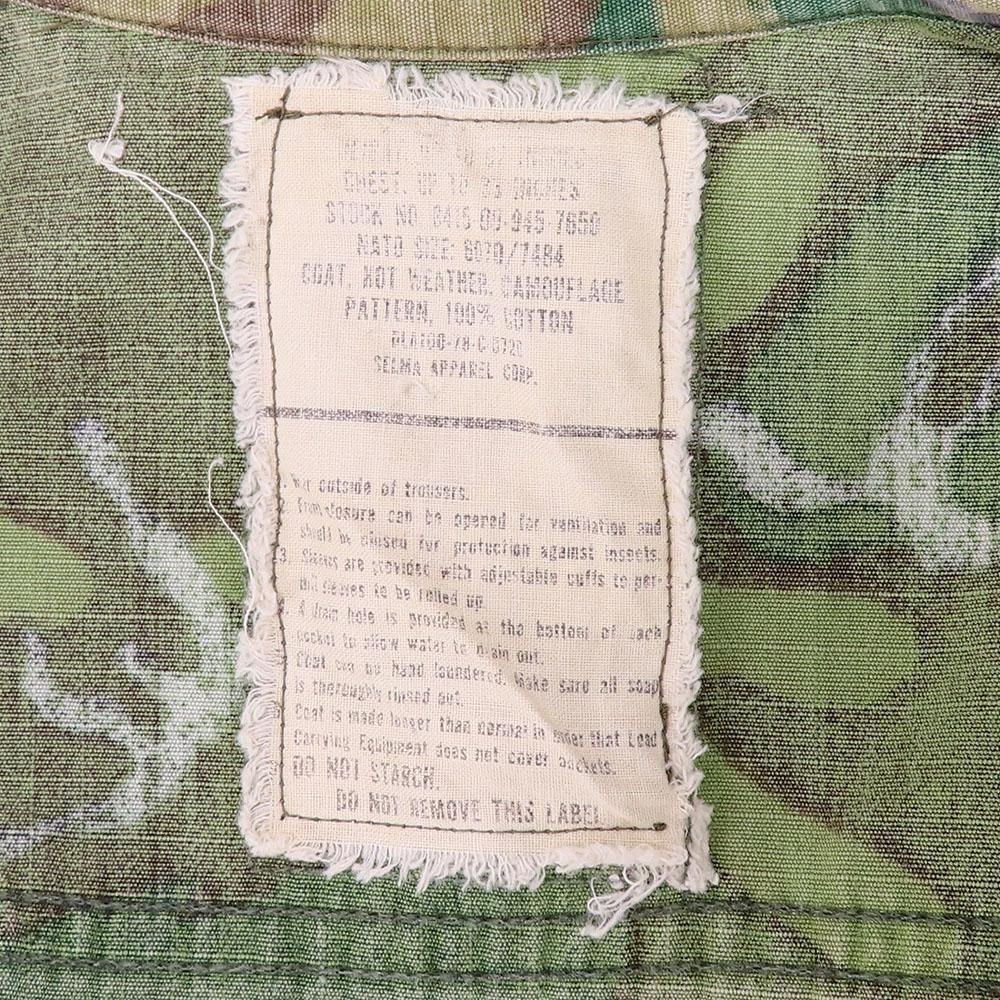 CHEST, UP TO 33 INCHES
STOCK NO. 8415-00-945-7650
NATO SIZE: 6070/7484
COAT, HOT WEATHER, CAMOUFLAGE
PATTERN, 100% COTTON
SELMA APPAREL CORP.
1. outside of trousers.
2. closure can be opened for ventilation and
shall be closed for protection against insects.
3. are provided with adjustable cuffs to per-
mit sleeves to be rolled up.
4. A drain hole is provided at the bottom of each
pocket to allow water to drain out.
Coat can be hand laundered. Make sure all soap
is thoroughly rinsed out.
Coat is made longer than normal in order that Load
Carrying Equipment does not cover pockets.
DO NOT STARCH.
DO NOT REMOVE THIS LABEL